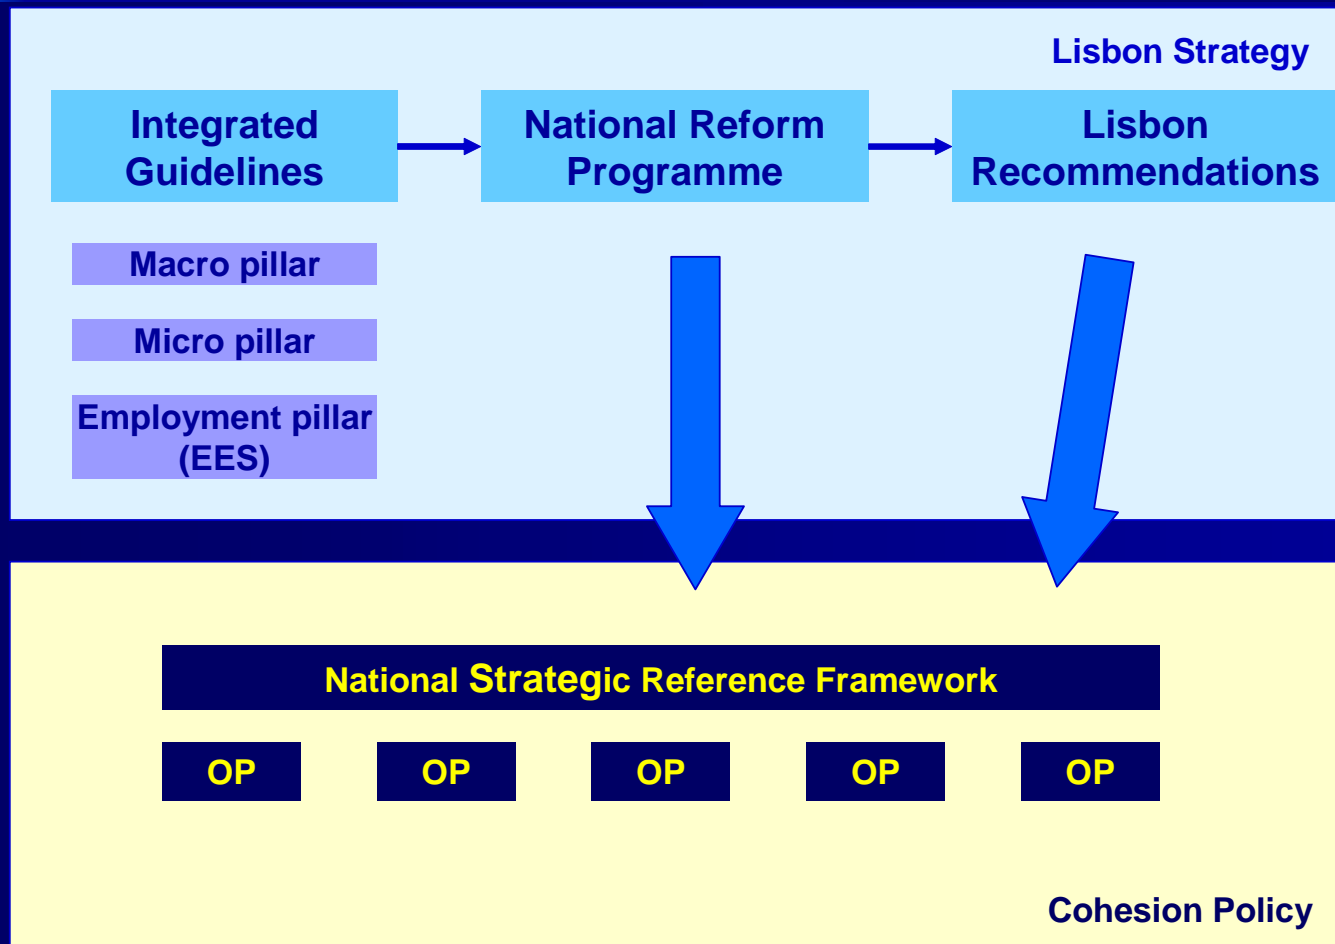 Lisbon Strategy
Integrated
Guidelines
National Reform
Programme
Lisbon
Recommendations
Macro pillar
Micro pillar
Employment pillar
(EES)
National Strategic Reference Framework
OP
OP
OP
OP
OP
Cohesion Policy